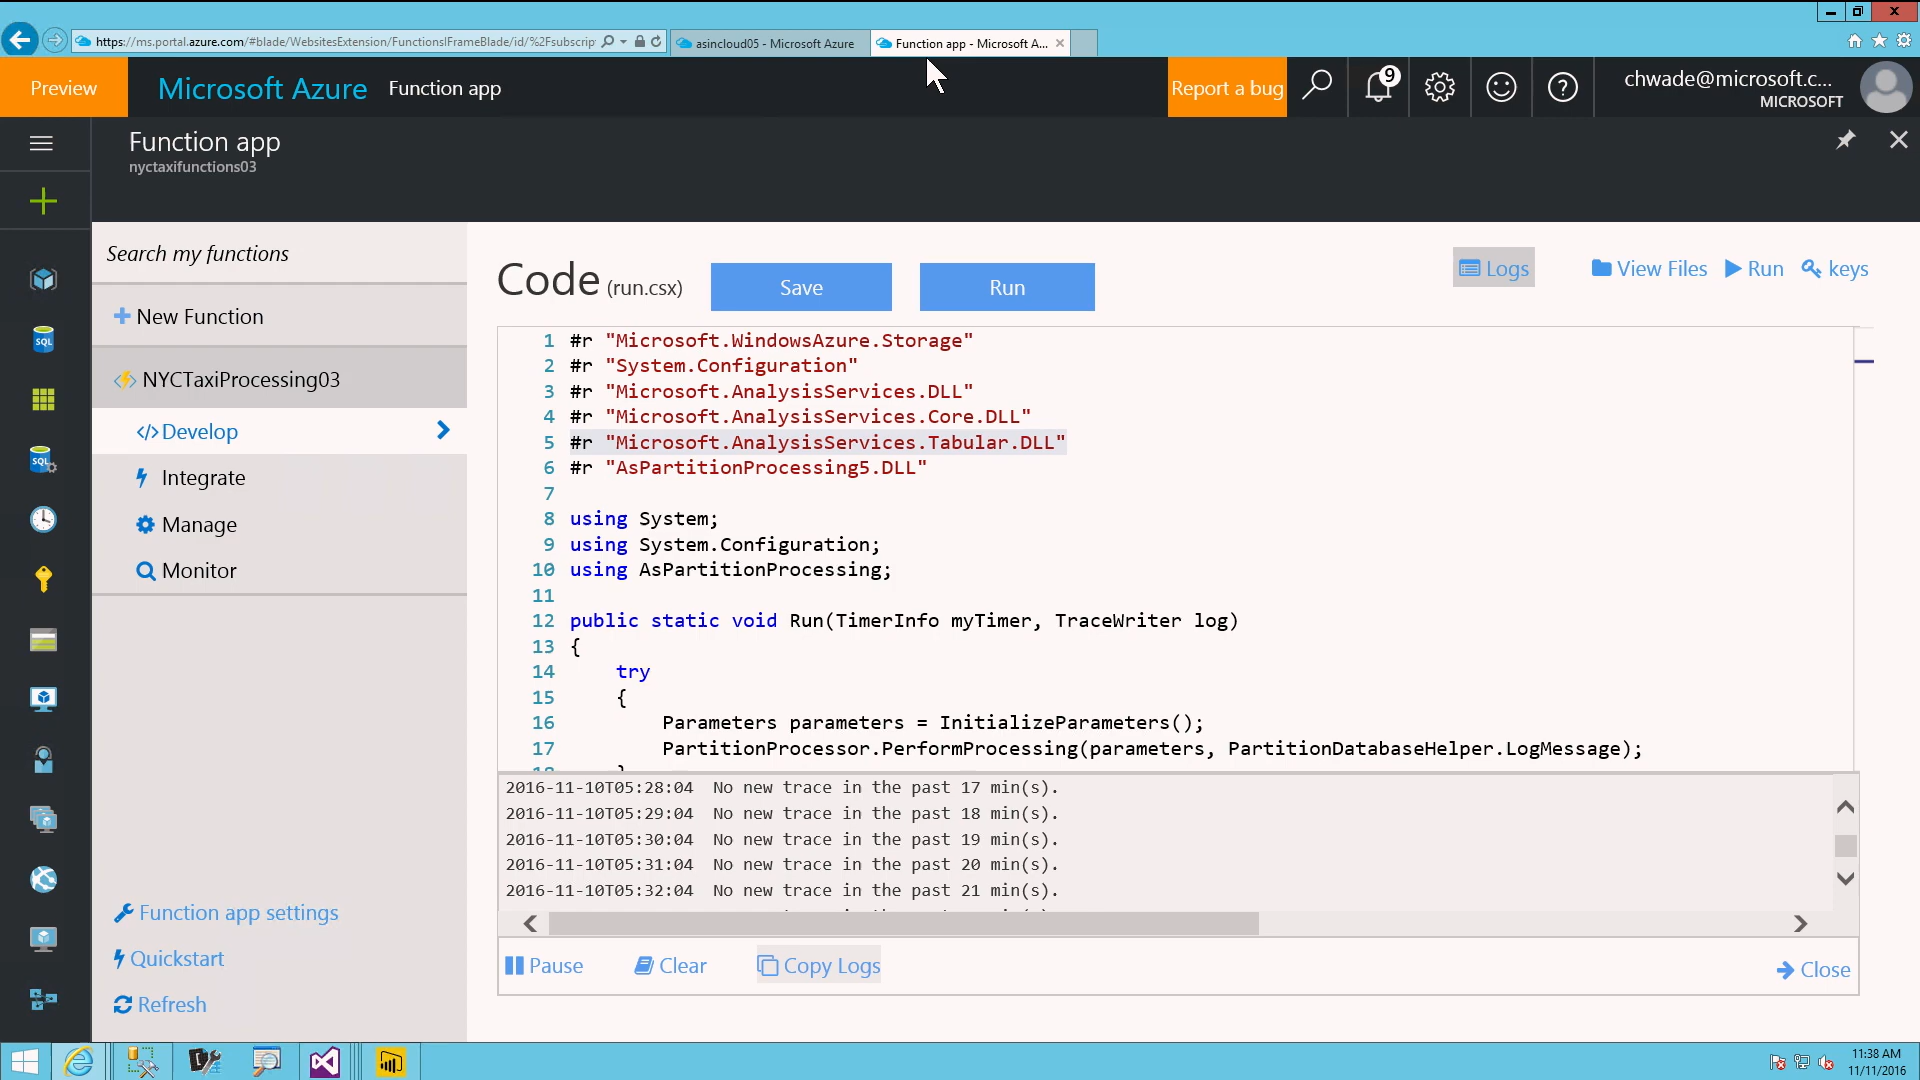 https://ms.portal.azure.com/#blade/WebsitesExtension/FunctionsIFrameBlade/id/%2Fsubscrip
asincloud05 - Microsoft Azure
Function app - Microsoft A...
Preview
Microsoft Azure
Function app
Report a bug
9
chwade@microsoft.c...
MICROSOFT
Function app
nyctaxifunctions03
Search my functions
New Function
NYCTaxiProcessing03
</> Develop
Integrate
Manage
Monitor
Function app settings
Quickstart
Refresh
SQL
SQL
Code (run.csx)
Save
Run
Logs
View Files
Run
keys
1 #r "Microsoft.WindowsAzure.Storage"
2 #r "System.Configuration"
3 #r "Microsoft.AnalysisServices.DLL"
4 #r "Microsoft.AnalysisServices.Core.DLL"
5 #r "Microsoft.AnalysisServices.Tabular.DLL"
6 #r "AsPartitionProcessing5.DLL"
7
8 using System;
9 using System.Configuration;
10 using AsPartitionProcessing;
11
12 public static void Run(TimerInfo myTimer, TraceWriter log)
13 {
14 try
15 {
16 Parameters parameters = InitializeParameters();
17 PartitionProcessor.PerformProcessing(parameters, PartitionDatabaseHelper.LogMessage);
2016-11-10T05:28:04 No new trace in the past 17 min(s).
2016-11-10T05:29:04 No new trace in the past 18 min(s).
2016-11-10T05:30:04 No new trace in the past 19 min(s).
2016-11-10T05:31:04 No new trace in the past 20 min(s).
2016-11-10T05:32:04 No new trace in the past 21 min(s).
Pause
Clear
Copy Logs
Close
11:38 AM
11/11/2016